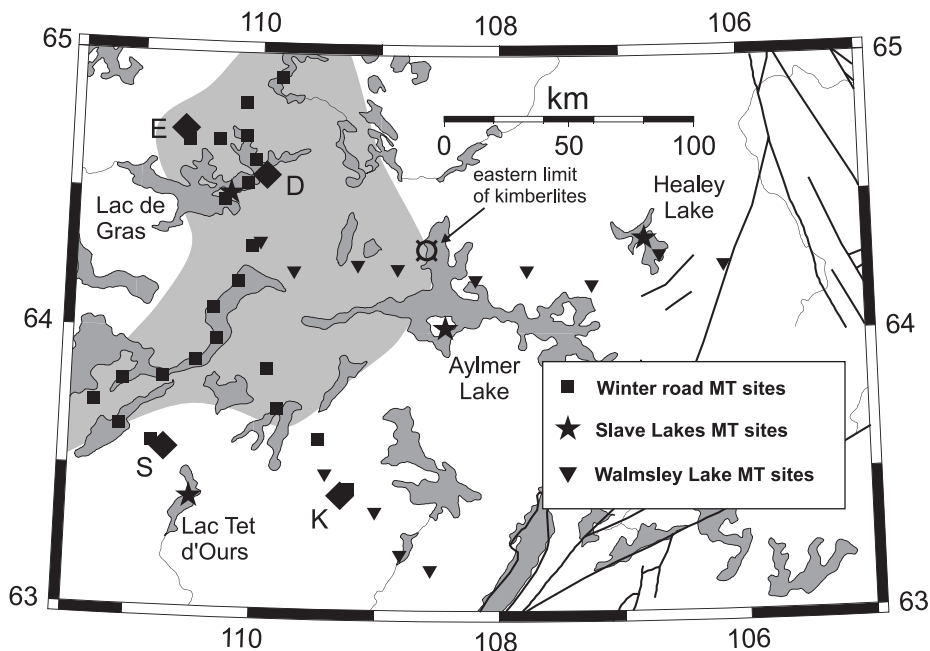 110
108
106
65
65
km
0 50 100
E
D
eastern limit
of kimberlites
Healey
Lake
Lac de
Gras
64
64
Aylmer
Lake
Winter road MT sites
Slave Lakes MT sites
Walmsley Lake MT sites
S
K
Lac Tet
d'Ours
63
63
110
108
106